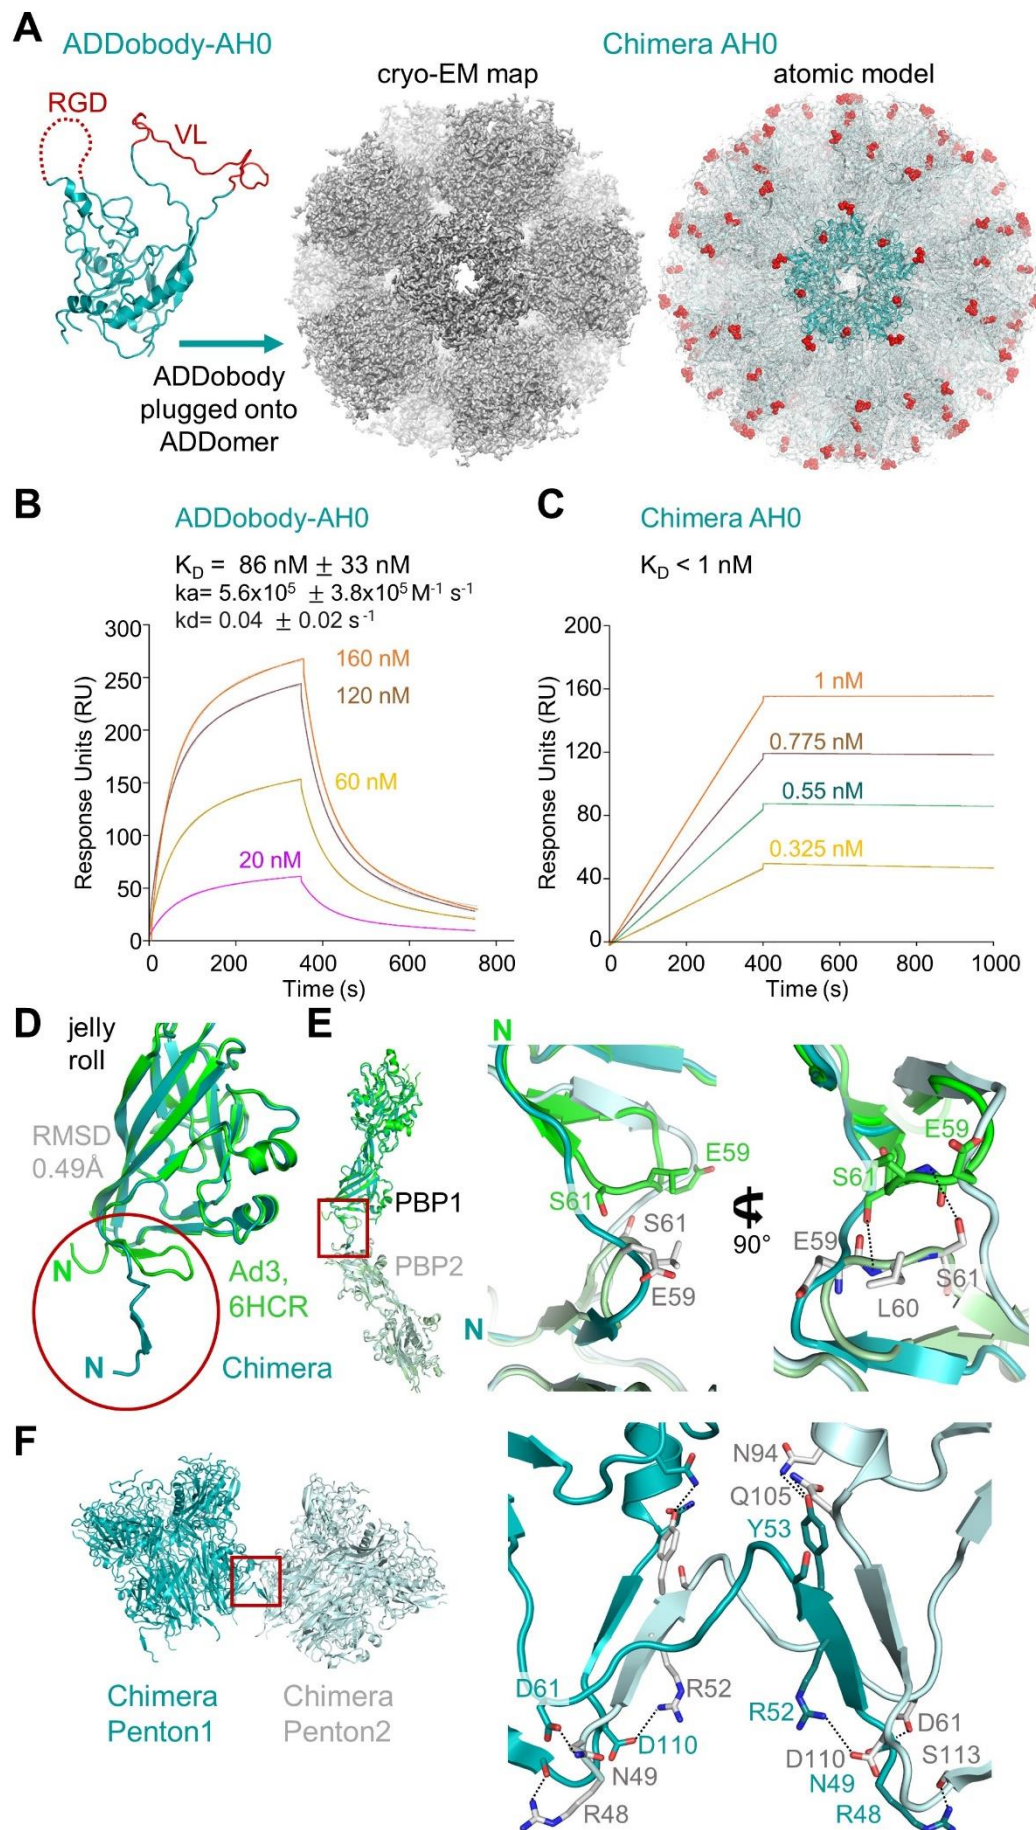 A
ADDobody-AH0
Chimera AH0
cryo-EM map
atomic model
RGD
VL
ADDobody
plugged onto
ADDomer
B
ADDobody-AH0
K_D = 86 nM ± 33 nM
ka= 5.6x10⁵ ± 3.8x10⁵ M⁻¹ s⁻¹
kd= 0.04 ± 0.02 s⁻¹
Response Units (RU)
300
250
200
150
100
50
0
160 nM
120 nM
60 nM
20 nM
0 200 400 600 800
Time (s)
C
Chimera AH0
K_D < 1 nM
Response Units (RU)
200
160
120
80
40
0
1 nM
0.775 nM
0.55 nM
0.325 nM
0 200 400 600 800 1000
Time (s)
D
jelly
roll
RMSD
0.49Å
N
Ad3,
6HCR
N
Chimera
E
PBP1
PBP2
N
E59
S61
S61
E59
N
90°
E59
S61
E59
S61
L60
F
Chimera
Penton1
Chimera
Penton2
N94
Q105
Y53
D61
R52
D110
N49
R48
R52
D61
D110
S113
N49
R48